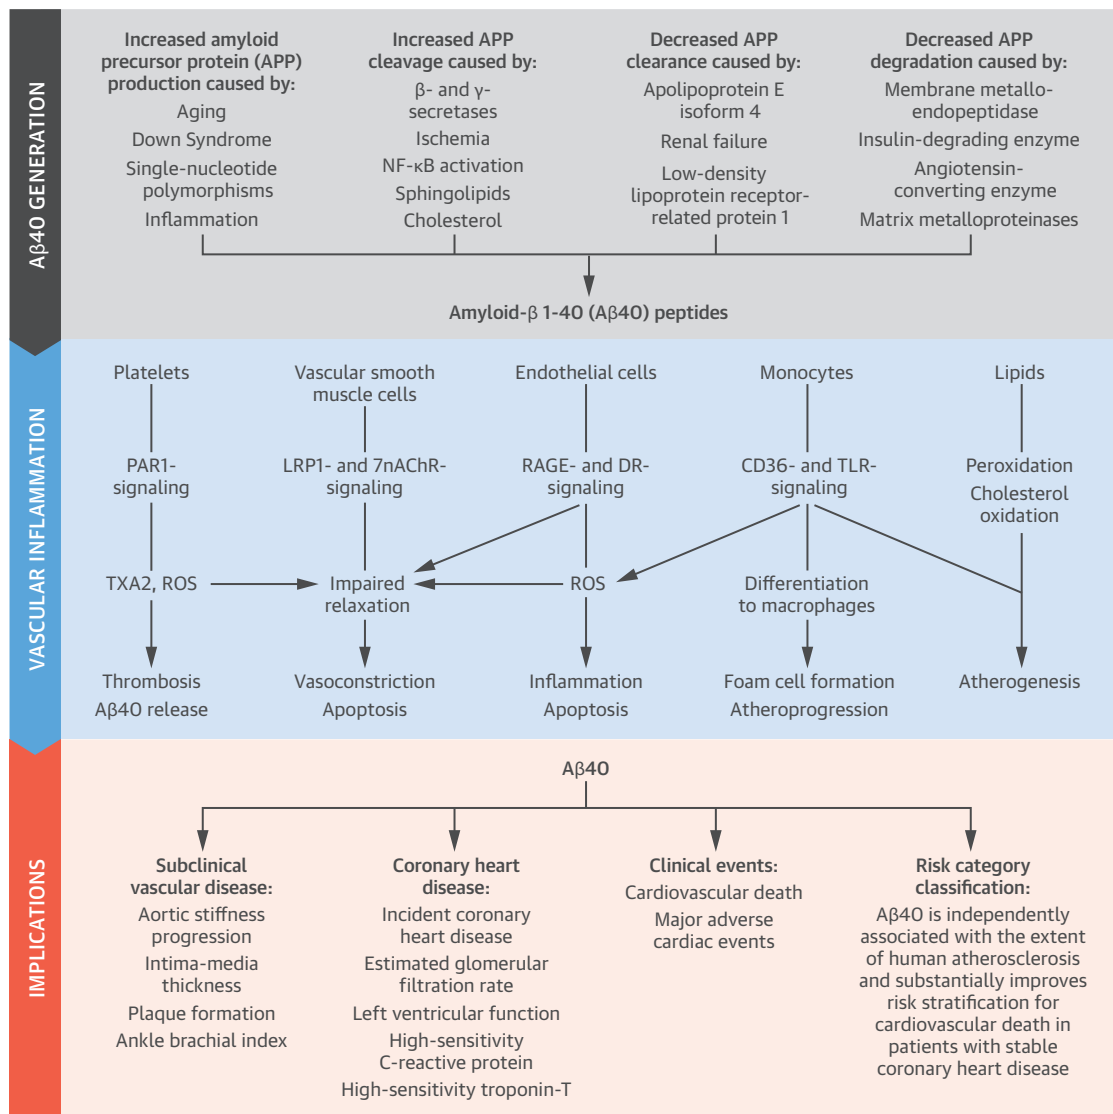 Aβ40 GENERATION
Increased amyloid
precursor protein (APP)
production caused by:
Aging
Down Syndrome
Single-nucleotide
polymorphisms
Inflammation
Increased APP
cleavage caused by:
β- and γ-
secretases
Ischemia
NF-κB activation
Sphingolipids
Cholesterol
Decreased APP
clearance caused by:
Apolipoprotein E
isoform 4
Renal failure
Low-density
lipoprotein receptor-
related protein 1
Decreased APP
degradation caused by:
Membrane metallo-
endopeptidase
Insulin-degrading enzyme
Angiotensin-
converting enzyme
Matrix metalloproteinases
Amyloid-β 1-40 (Aβ40) peptides
VASCULAR INFLAMMATION
Platelets
Vascular smooth
muscle cells
Endothelial cells
Monocytes
Lipids
PAR1-
signaling
LRP1- and 7nAChR-
signaling
RAGE- and DR-
signaling
CD36- and TLR-
signaling
Peroxidation
Cholesterol
oxidation
TXA2, ROS
Impaired
relaxation
ROS
Differentiation
to macrophages
Thrombosis
Aβ40 release
Vasoconstriction
Apoptosis
Inflammation
Apoptosis
Foam cell formation
Atheroprogression
Atherogenesis
IMPLICATIONS
Aβ40
Subclinical
vascular disease:
Aortic stiffness
progression
Intima-media
thickness
Plaque formation
Ankle brachial index
Coronary heart
disease:
Incident coronary
heart disease
Estimated glomerular
filtration rate
Left ventricular function
High-sensitivity
C-reactive protein
High-sensitivity troponin-T
Clinical events:
Cardiovascular death
Major adverse
cardiac events
Risk category
classification:
Aβ40 is independently
associated with the extent
of human atherosclerosis
and substantially improves
risk stratification for
cardiovascular death in
patients with stable
coronary heart disease